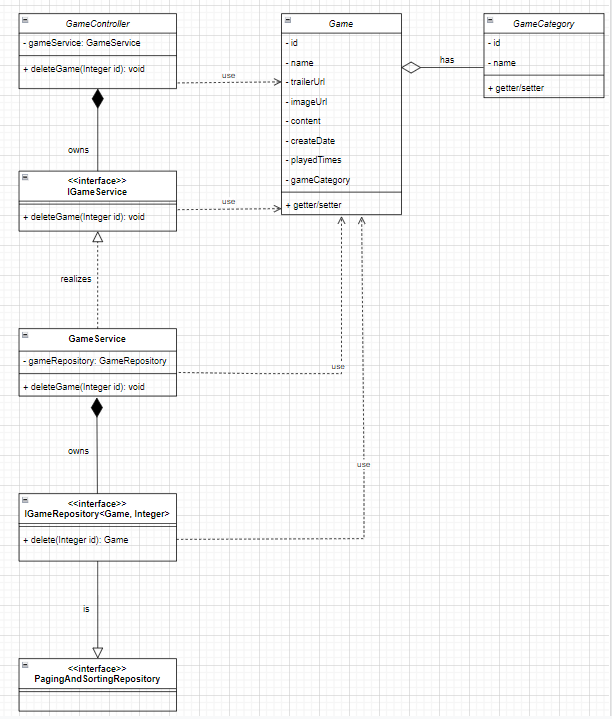 GameController
- gameService: GameService
+ deleteGame(Integer id): void
owns
<<interface>>
IGameService
+ deleteGame(Integer id): void
realizes
GameService
- gameRepository: GameRepository
+ deleteGame(Integer id): void
owns
<<interface>>
IGameRepository<Game, Integer>
+ delete(Integer id): Game
is
<<interface>>
PagingAndSortingRepository
use
use
use
use
Game
- id
- name
- trailerUrl
- imageUrl
- content
- createDate
- playedTimes
- gameCategory
+ getter/setter
has
GameCategory
- id
- name
+ getter/setter